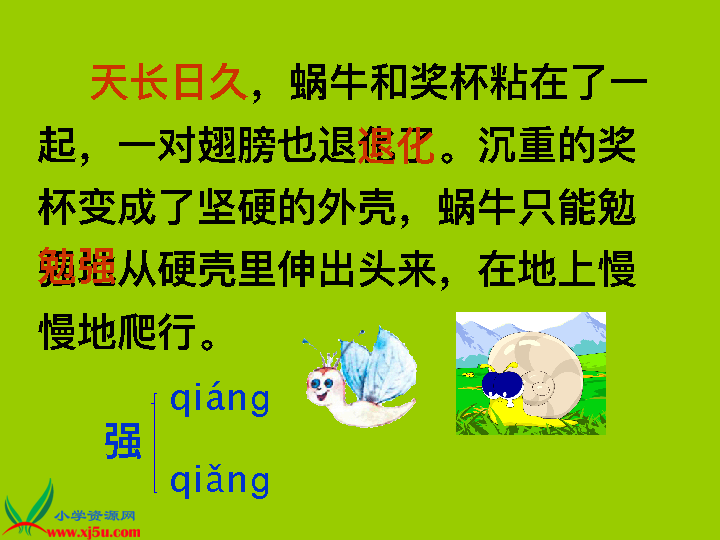 天长日久，蜗牛和奖杯粘在了一
起，一对翅膀也退化了。沉重的奖
杯变成了坚硬的外壳，蜗牛只能勉
勉强从硬壳里伸出头来，在地上慢
慢地爬行。
qiáng
强
qiǎng
小学资源网
www.xj5u.com